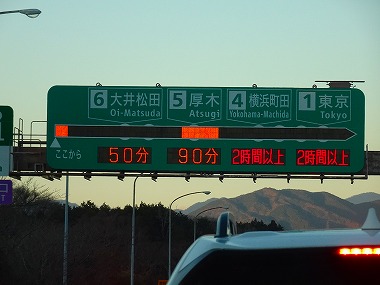 6 大井松田 5 厚木 4 横浜町田 1 東京
Oi-Matsuda Atsugi Yokohama-Machida Tokyo
ここから 50分 90分 2時間以上 2時間以上